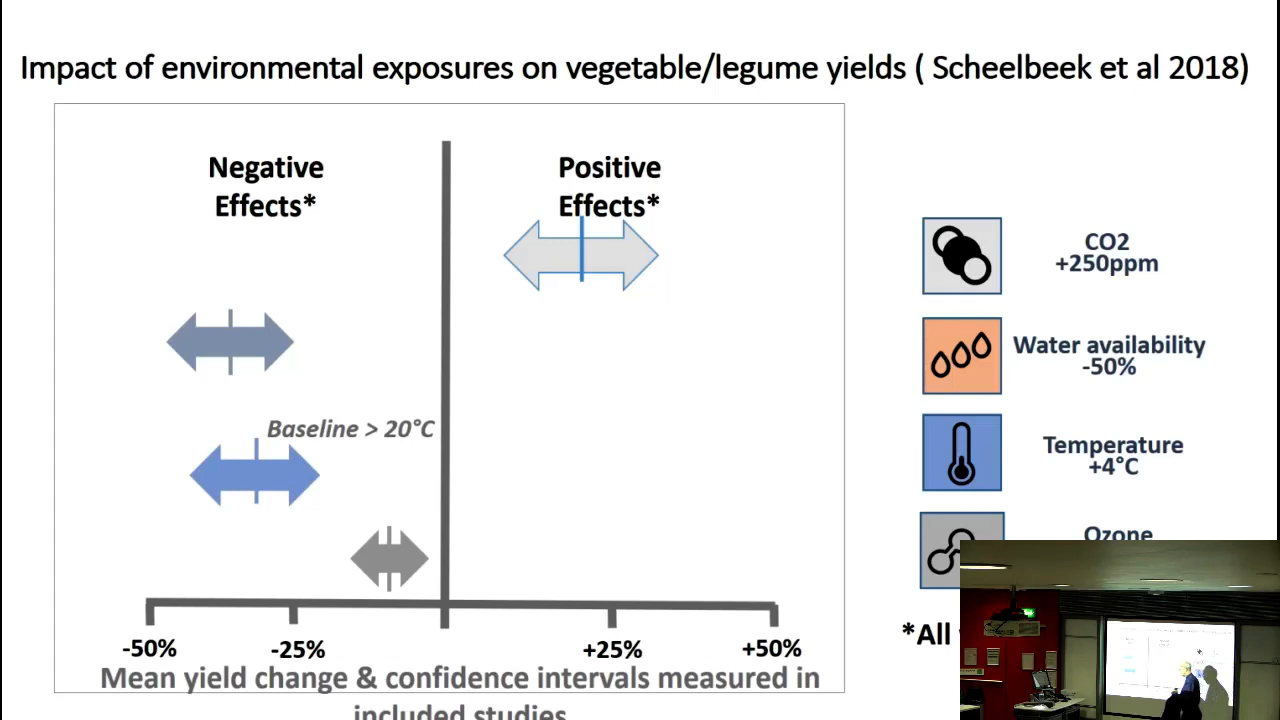 Impact of environmental exposures on vegetable/legume yields ( Scheelbeek et al 2018)
Negative
Effects*
Positive
Effects*
Baseline > 20°C
-50%
-25%
+25%
+50%
Mean yield change & confidence intervals measured in
included studies
CO2
+250ppm
Water availability
-50%
Temperature
+4°C
Ozone
*All